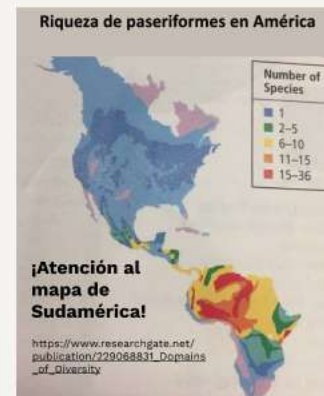 Riqueza de paseriformes en América
Number of
Species
1
2–5
6–10
11–15
15–36
¡Atención al
mapa de
Sudamérica!
https://www.researchgate.net/
publication/229068831_Domains
_of_Diversity